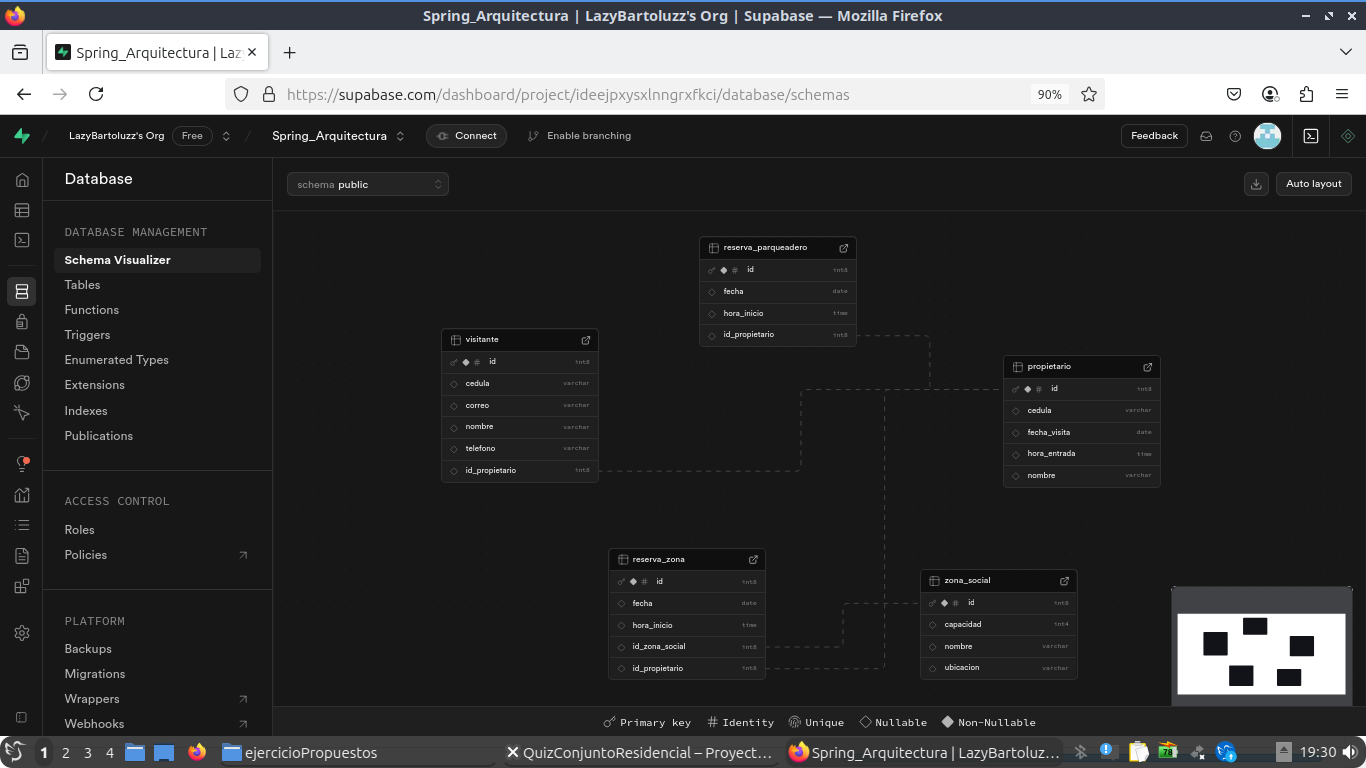 Spring_Arquitectura | LazyBartoluzz's Org | Supabase — Mozilla Firefox
Spring_Arquitectura | Laz
https://supabase.com/dashboard/project/ideejpxysxlnngrxfkci/database/schemas
90%
LazyBartoluzz's Org
Free
Spring_Arquitectura
Connect
Enable branching
Feedback
Database
schema public
Auto layout
DATABASE MANAGEMENT
Schema Visualizer
Tables
Functions
Triggers
Enumerated Types
Extensions
Indexes
Publications
ACCESS CONTROL
Roles
Policies
PLATFORM
Backups
Migrations
Wrappers
Webhooks
reserva_parqueadero
id int8
fecha date
hora_inicio time
id_propietario int8
visitante
id int8
cedula varchar
correo varchar
nombre varchar
telefono varchar
id_propietario int8
propietario
id int8
cedula varchar
fecha_visita date
hora_entrada time
nombre varchar
reserva_zona
id int8
fecha date
hora_inicio time
id_zona_social int8
id_propietario int8
zona_social
id int8
capacidad int4
nombre varchar
ubicacion varchar
Primary key
Identity
Unique
Nullable
Non-Nullable
1 2 3 4
ejercicioPropuestos
QuizConjuntoResidencial – Proyect...
Spring_Arquitectura | LazyBartoluz...
78
19:30